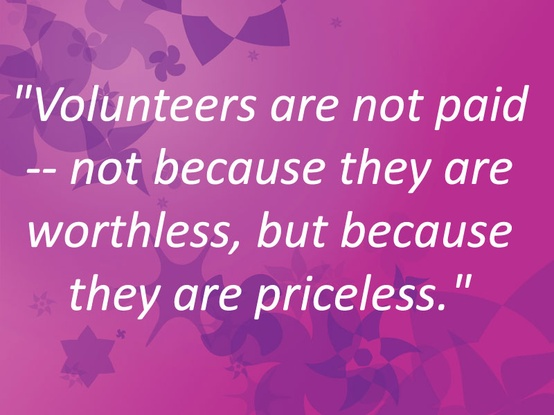 "Volunteers are not paid
-- not because they are
worthless, but because
they are priceless."